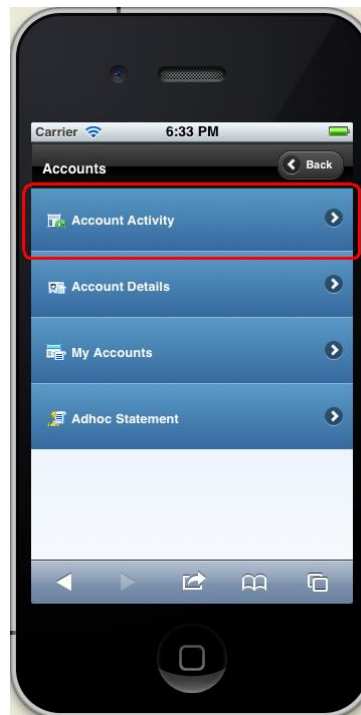 Carrier 6:33 PM
Accounts Back
Account Activity
Account Details
My Accounts
Adhoc Statement